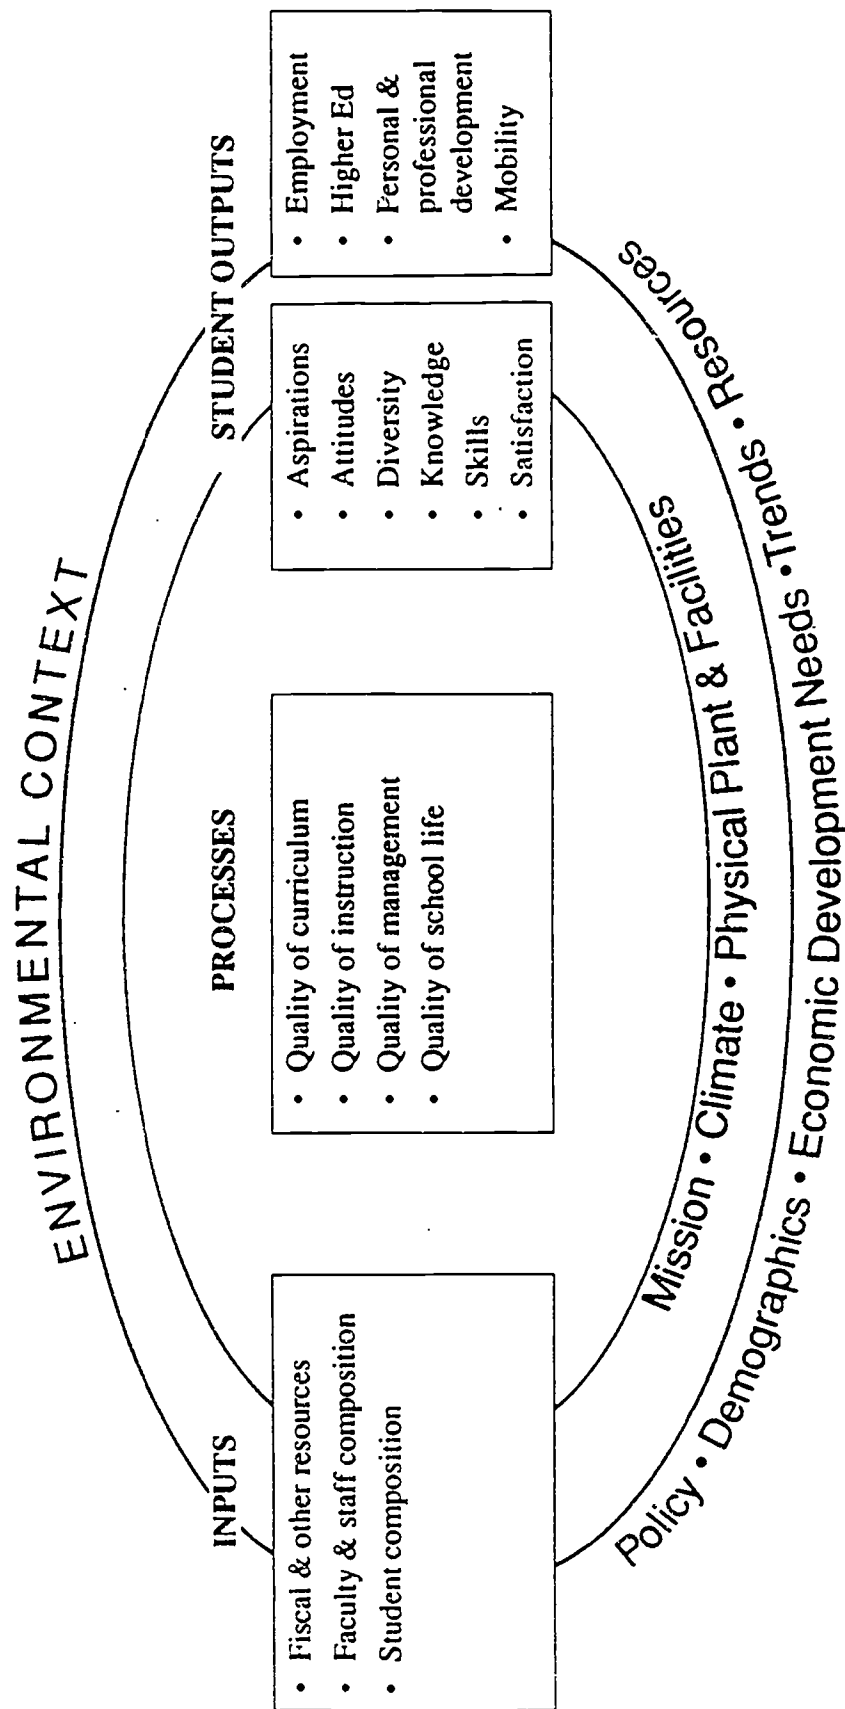 ENVIRONMENTAL CONTEXT
INPUTS
• Fiscal & other resources
• Faculty & staff composition
• Student composition
PROCESSES
• Quality of curriculum
• Quality of instruction
• Quality of management
• Quality of school life
STUDENT OUTPUTS
• Aspirations
• Attitudes
• Diversity
• Knowledge
• Skills
• Satisfaction
• Employment
• Higher Ed
• Personal &
professional
development
• Mobility
Mission • Climate • Physical Plant & Facilities
Policy • Demographics • Economic Development Needs • Trends • Resources